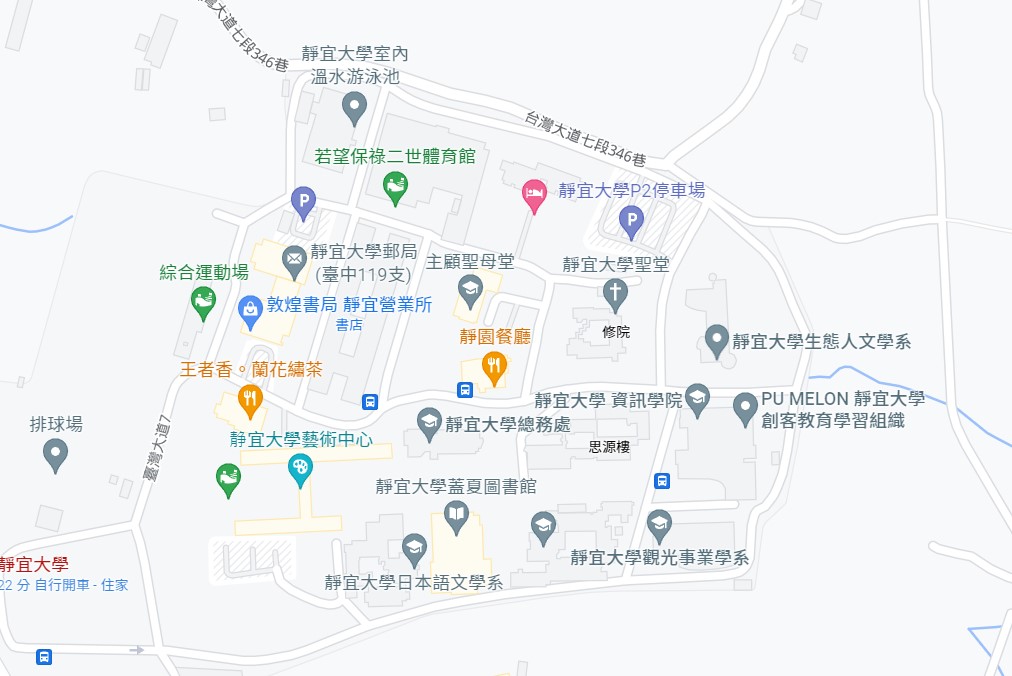 灣大道七段346巷
靜宜大學室內
溫水游泳池
台灣大道七段346巷
若望保祿二世體育館
靜宜大學P2停車場
P
P
靜宜大學郵局
(臺中119支)
主顧聖母堂
靜宜大學聖堂
綜合運動場
敦煌書局 靜宜營業所
書店
修院
靜園餐廳
靜宜大學生態人文學系
王者香。蘭花繡茶
靜宜大學 資訊學院
PU MELON 靜宜大學
創客教育學習組織
排球場
臺灣大道7
靜宜大學總務處
靜宜大學藝術中心
思源樓
靜宜大學蓋夏圖書館
靜宜大學觀光事業學系
靜宜大學
22 分 自行開車 - 住家
靜宜大學日本語文學系